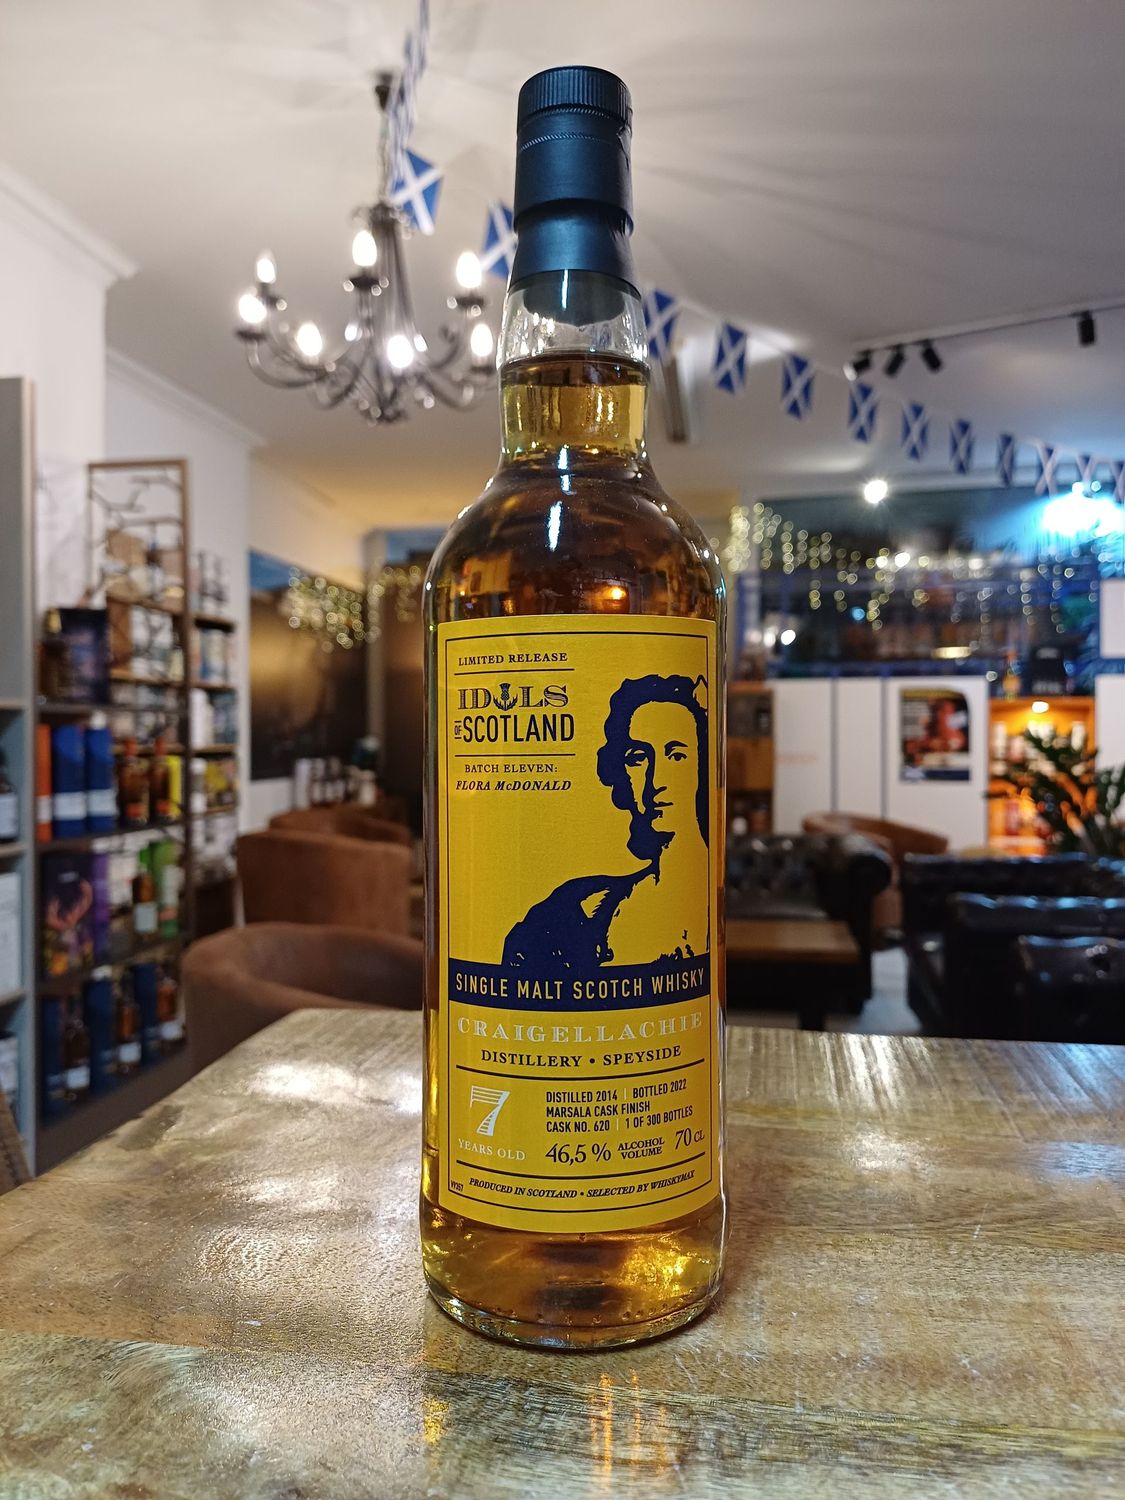 LIMITED RELEASE
IDOLS
OF SCOTLAND
BATCH ELEVEN:
FLORA McDONALD
SINGLE MALT SCOTCH WHISKY
CRAIGELLACHIE
DISTILLERY • SPEYSIDE
7
YEARS OLD
DISTILLED 2014 | BOTTLED 2022
MARSALA CASK FINISH
CASK NO. 620 | 1 OF 300 BOTTLES
46,5% ALCOHOL VOLUME 70 CL
PRODUCED IN SCOTLAND • SELECTED BY WHISKYMAX